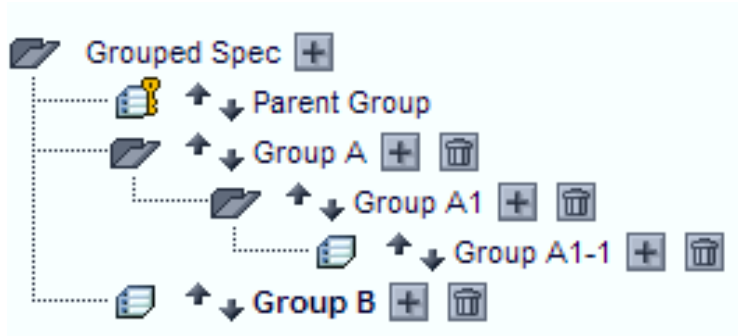 Grouped Spec
Parent Group
Group A
Group A1
Group A1-1
Group B